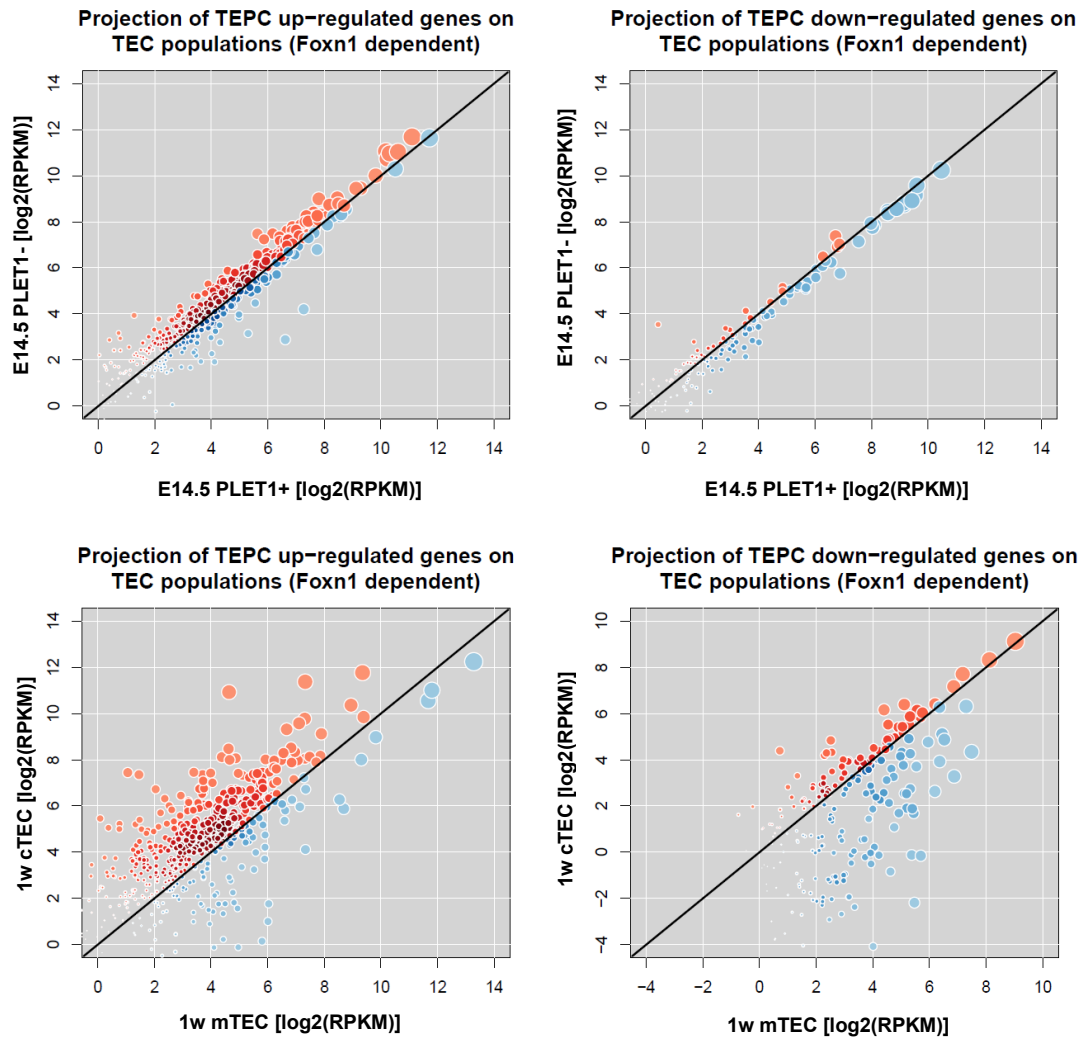 Projection of TEPC up−regulated genes on
TEC populations (Foxn1 dependent)
E14.5 PLET1- [log2(RPKM)]
14
12
10
8
6
4
2
0
0 2 4 6 8 10 12 14
E14.5 PLET1+ [log2(RPKM)]
Projection of TEPC down−regulated genes on
TEC populations (Foxn1 dependent)
E14.5 PLET1- [log2(RPKM)]
14
12
10
8
6
4
2
0
0 2 4 6 8 10 12 14
E14.5 PLET1+ [log2(RPKM)]
Projection of TEPC up−regulated genes on
TEC populations (Foxn1 dependent)
1w cTEC [log2(RPKM)]
14
12
10
8
6
4
2
0
0 2 4 6 8 10 12 14
1w mTEC [log2(RPKM)]
Projection of TEPC down−regulated genes on
TEC populations (Foxn1 dependent)
1w cTEC [log2(RPKM)]
10
8
6
4
2
0
−2
−4
−4 −2 0 2 4 6 8 10
1w mTEC [log2(RPKM)]